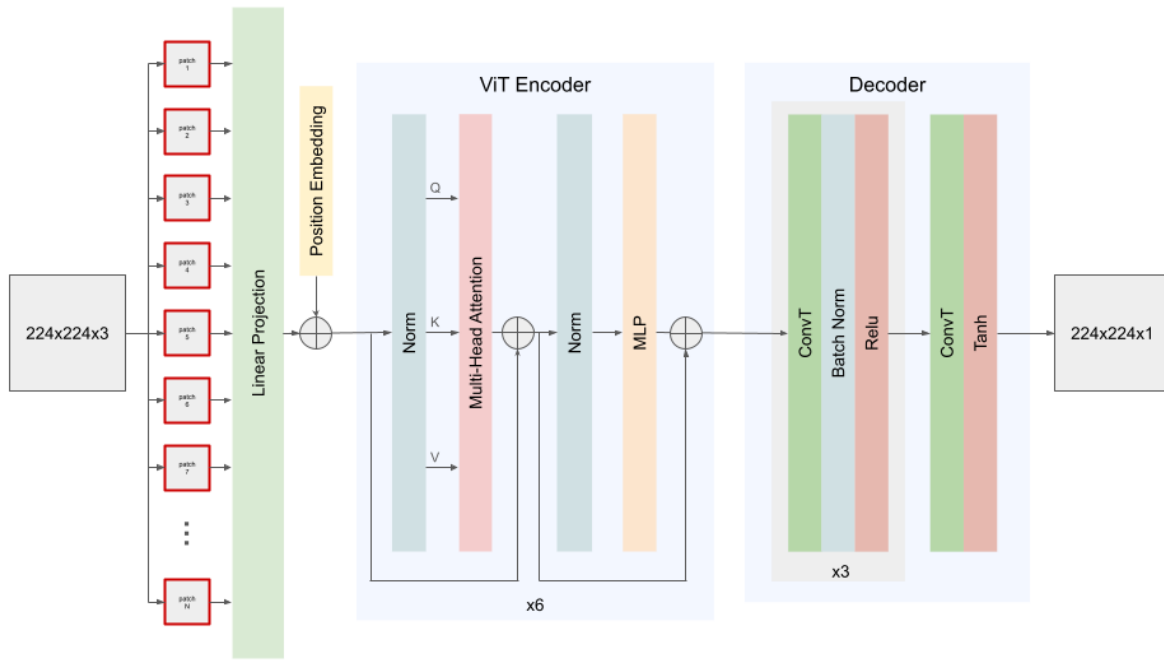 224x224x3
patch
1
patch
2
patch
3
patch
4
patch
5
patch
6
patch
7
patch
N
Linear Projection
Position Embedding
ViT Encoder
Norm
Q
K
V
Multi-Head Attention
Norm
MLP
x6
Decoder
ConvT
Batch Norm
Relu
x3
ConvT
Tanh
224x224x1